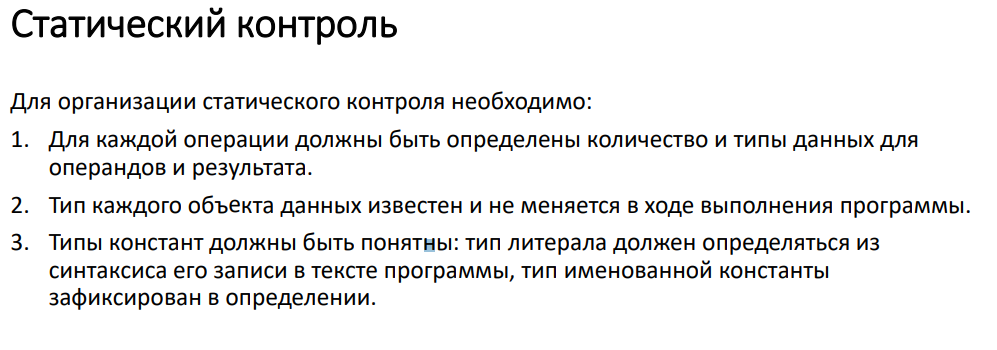 Статический контроль
Для организации статического контроля необходимо:
1. Для каждой операции должны быть определены количество и типы данных для
операндов и результата.
2. Тип каждого объекта данных известен и не меняется в ходе выполнения программы.
3. Типы констант должны быть понятны: тип литерала должен определяться из
синтаксиса его записи в тексте программы, тип именованной константы
зафиксирован в определении.